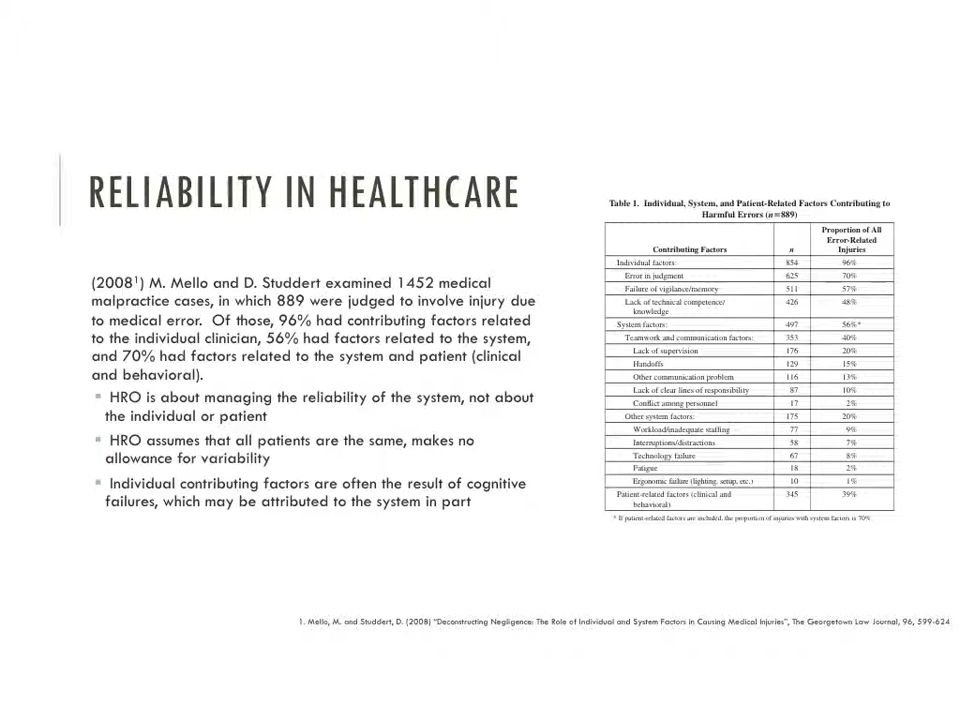 RELIABILITY IN HEALTHCARE
(2008¹) M. Mello and D. Studdert examined 1452 medical
malpractice cases, in which 889 were judged to involve injury due
to medical error. Of those, 96% had contributing factors related
to the individual clinician, 56% had factors related to the system,
and 70% had factors related to the system and patient (clinical
and behavioral).
▪ HRO is about managing the reliability of the system, not about
the individual or patient
▪ HRO assumes that all patients are the same, makes no
allowance for variability
▪ Individual contributing factors are often the result of cognitive
failures, which may be attributed to the system in part
Table 1. Individual, System, and Patient-Related Factors Contributing to
Harmful Errors (n=889)
Contributing Factors n Proportion of All
Error-Related
Injuries
Individual factors: 854 96%
Error in judgment 625 70%
Failure of vigilance/memory 511 57%
Lack of technical competence/ 426 48%
knowledge
System factors: 497 56%*
Teamwork and communication factors: 353 40%
Lack of supervision 176 20%
Handoffs 129 15%
Other communication problem 116 13%
Lack of clear lines of responsibility 87 10%
Conflict among personnel 17 2%
Other system factors: 175 20%
Workload/inadequate staffing 77 9%
Interruptions/distractions 58 7%
Technology failure 67 8%
Fatigue 18 2%
Ergonomic failure (lighting, setup, etc.) 10 1%
Patient-related factors (clinical and 345 39%
behavioral)
* If patient-related factors are included, the proportion of injuries with system factors is 70%
1. Mello, M. and Studdert, D. (2008) "Deconstructing Negligence: The Role of Individual and System Factors in Causing Medical Injuries", The Georgetown Law Journal, 96, 599-624